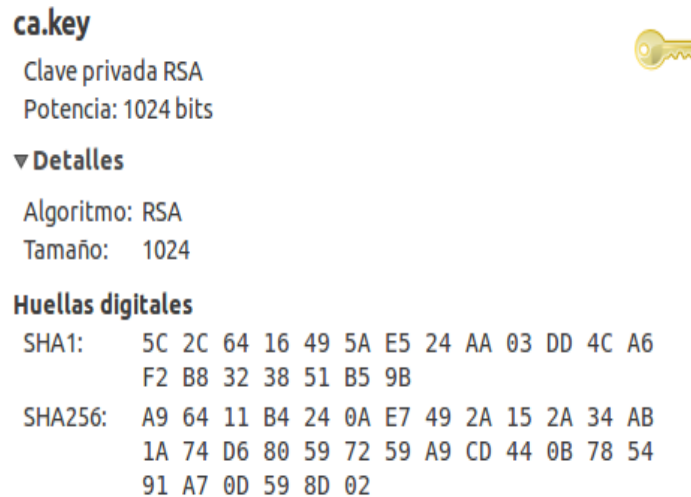 ca.key
Clave privada RSA
Potencia: 1024 bits
▼Detalles
Algoritmo: RSA
Tamaño: 1024
Huellas digitales
SHA1: 5C 2C 64 16 49 5A E5 24 AA 03 DD 4C A6
F2 B8 32 38 51 B5 9B
SHA256: A9 64 11 B4 24 0A E7 49 2A 15 2A 34 AB
1A 74 D6 80 59 72 59 A9 CD 44 0B 78 54
91 A7 0D 59 8D 02